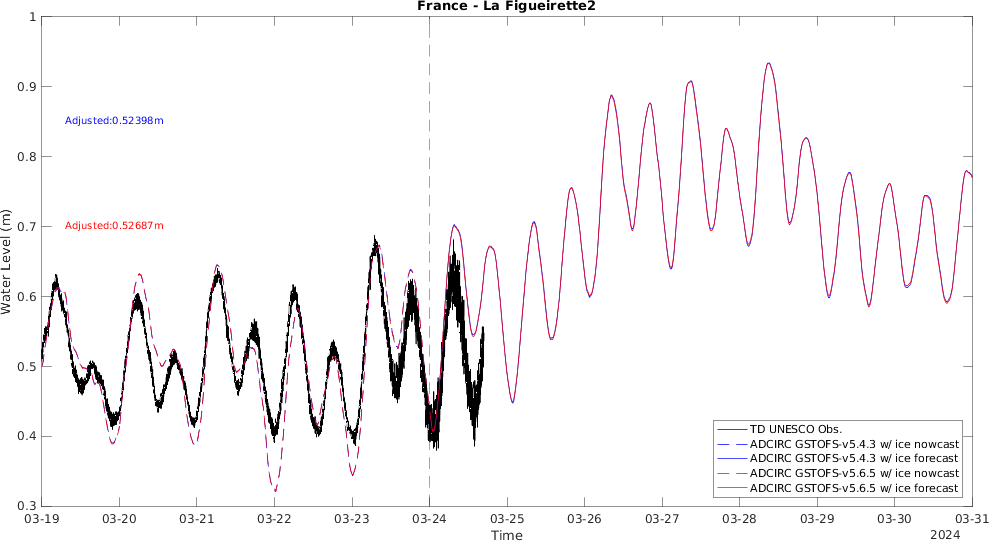 France - La Figueirette2
Water Level (m)
1
0.9
0.8
0.7
0.6
0.5
0.4
0.3
Adjusted:0.52398m
Adjusted:0.52687m
TD UNESCO Obs.
ADCIRC GSTOFS-v5.4.3 w/ ice nowcast
ADCIRC GSTOFS-v5.4.3 w/ ice forecast
ADCIRC GSTOFS-v5.6.5 w/ ice nowcast
ADCIRC GSTOFS-v5.6.5 w/ ice forecast
03-19 03-20 03-21 03-22 03-23 03-24 03-25 03-26 03-27 03-28 03-29 03-30 03-31
Time
2024